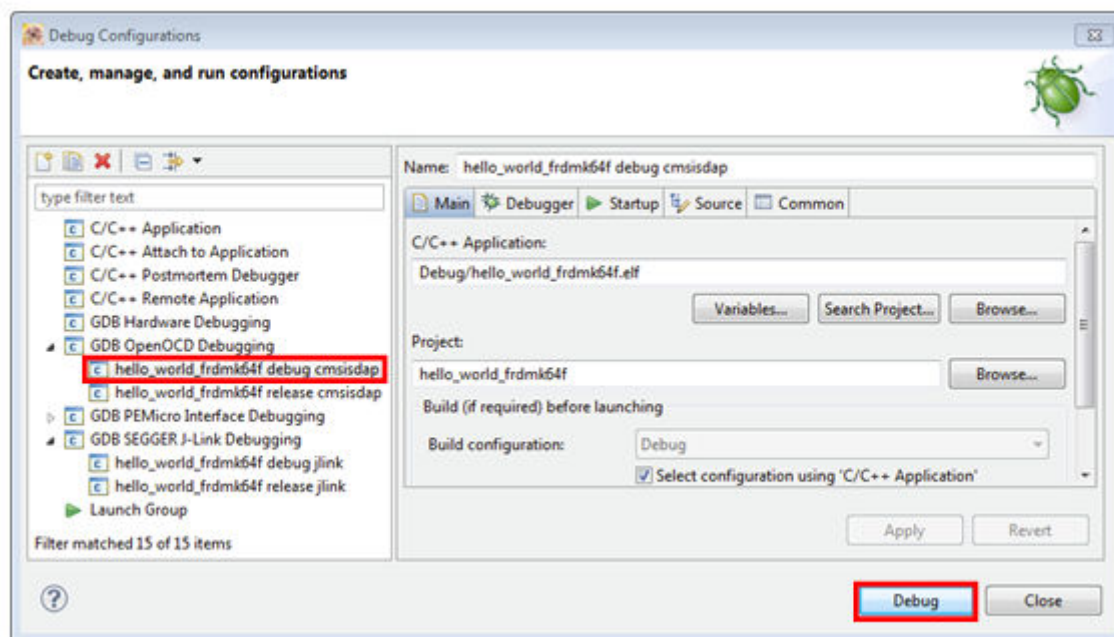 Debug Configurations
Create, manage, and run configurations
type filter text
C/C++ Application
C/C++ Attach to Application
C/C++ Postmortem Debugger
C/C++ Remote Application
GDB Hardware Debugging
GDB OpenOCD Debugging
hello_world_frdmk64f debug cmsisdap
hello_world_frdmk64f release cmsisdap
GDB PEMicro Interface Debugging
GDB SEGGER J-Link Debugging
hello_world_frdmk64f debug jlink
hello_world_frdmk64f release jlink
Launch Group
Filter matched 15 of 15 items
Name: hello_world_frdmk64f debug cmsisdap
Main Debugger Startup Source Common
C/C++ Application:
Debug/hello_world_frdmk64f.elf
Variables... Search Project... Browse...
Project:
hello_world_frdmk64f
Browse...
Build (if required) before launching
Build configuration: Debug
Select configuration using 'C/C++ Application'
Apply Revert
? Debug Close